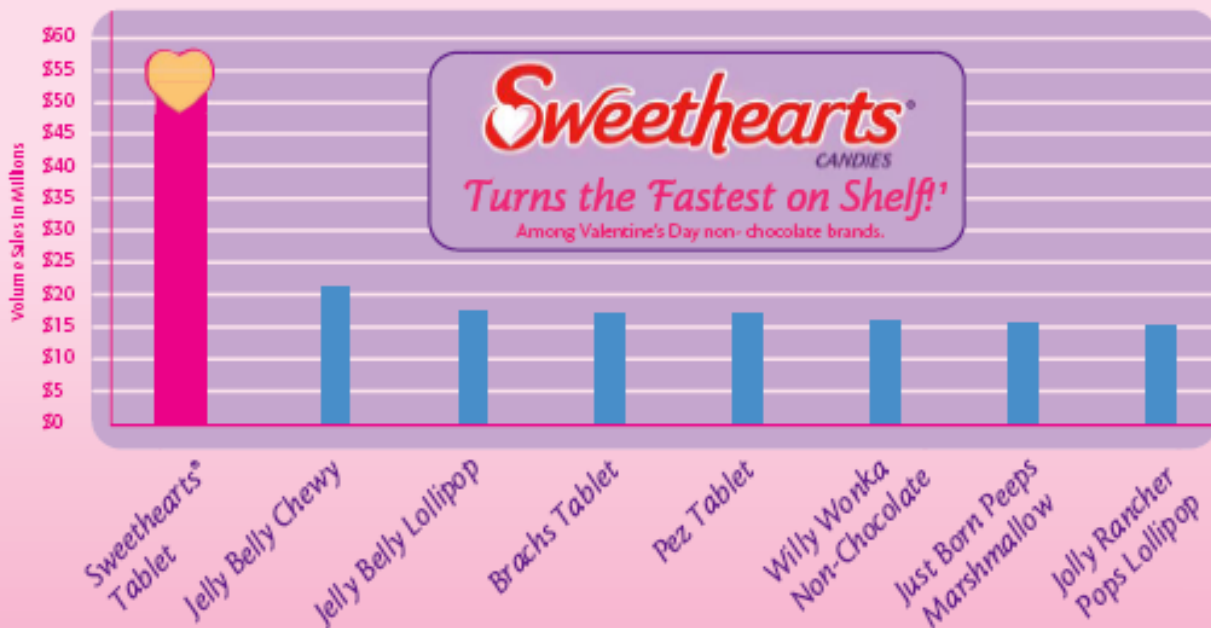 $60
$55
$50
$45
$40
$35
$30
$25
$20
$15
$10
$5
$0
Volume Sales In Millions
Sweethearts®
CANDIES
'Turns the Fastest on Shelf!'
Among Valentine's Day non- chocolate brands.
Sweethearts®
Tablet
Jelly Belly Chewy
Jelly Belly Lollipop
Brachs Tablet
Pez Tablet
Willy Wonka
Non-Chocolate
Just Born Peeps
Marshmallow
Jolly Rancher
Pops Lollipop